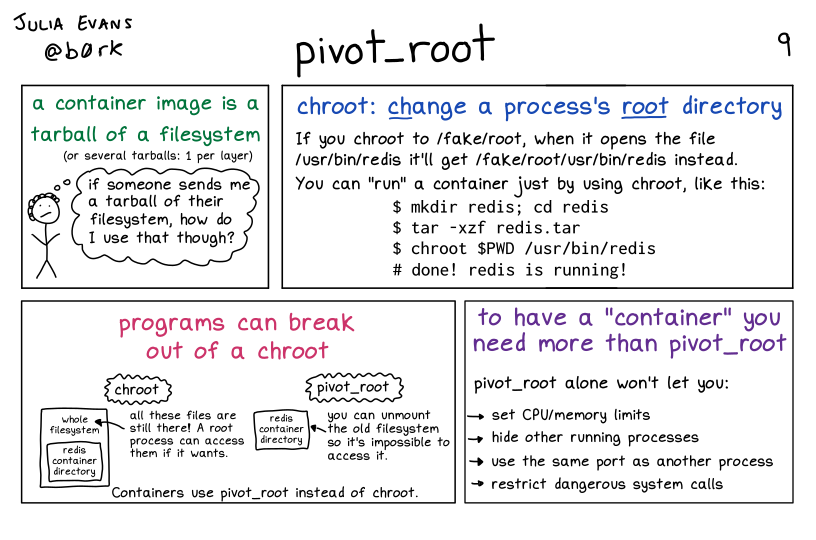 JULIA EVANS
@b0rk
pivot_root
9
a container image is a
tarball of a filesystem
(or several tarballs: 1 per layer)
if someone sends me
a tarball of their
filesystem, how do
I use that though?
chroot: change a process's root directory
If you chroot to /fake/root, when it opens the file
/usr/bin/redis it'll get /fake/root/usr/bin/redis instead.
You can "run" a container just by using chroot, like this:
$ mkdir redis; cd redis
$ tar -xzf redis.tar
$ chroot $PWD /usr/bin/redis
# done! redis is running!
programs can break
out of a chroot
chroot
whole
filesystem
redis
container
directory
all these files are
still there! A root
process can access
them if it wants.
pivot_root
redis
container
directory
you can unmount
the old filesystem
so it's impossible to
access it.
Containers use pivot_root instead of chroot.
to have a "container" you
need more than pivot_root
pivot_root alone won't let you:
→ set CPU/memory limits
→ hide other running processes
→ use the same port as another process
→ restrict dangerous system calls